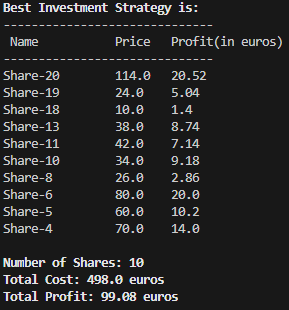 Best Investment Strategy is:
------------------------------
Name Price Profit(in euros)
------------------------------
Share-20 114.0 20.52
Share-19 24.0 5.04
Share-18 10.0 1.4
Share-13 38.0 8.74
Share-11 42.0 7.14
Share-10 34.0 9.18
Share-8 26.0 2.86
Share-6 80.0 20.0
Share-5 60.0 10.2
Share-4 70.0 14.0
Number of Shares: 10
Total Cost: 498.0 euros
Total Profit: 99.08 euros